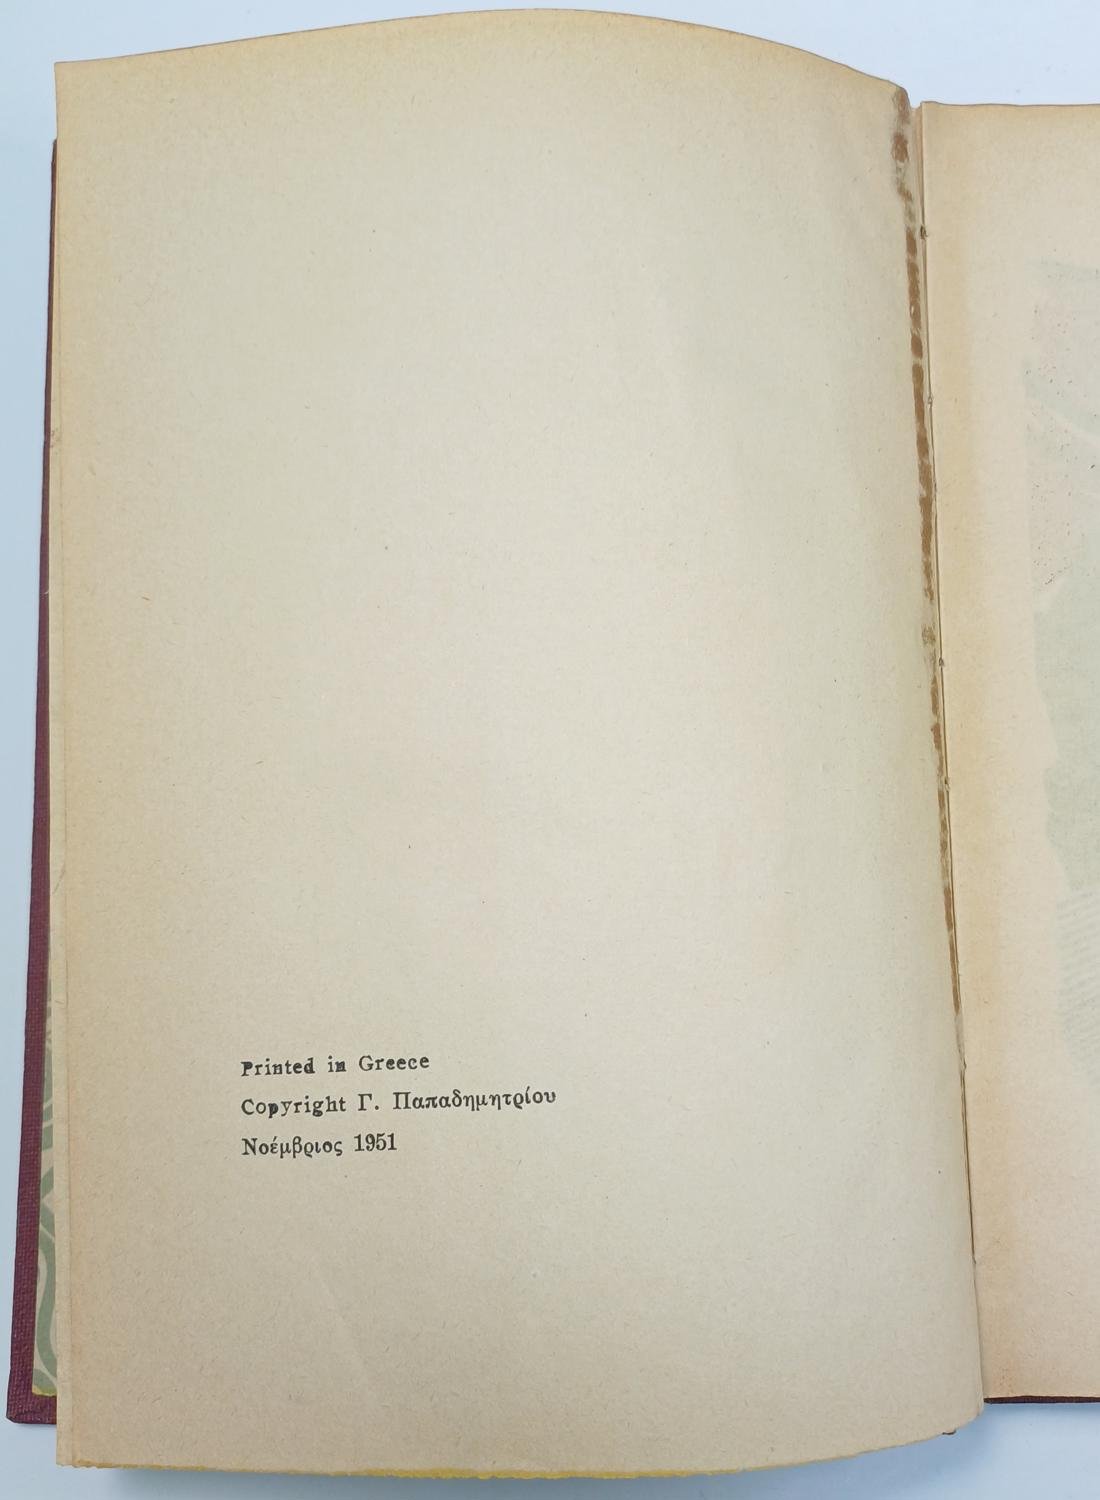 Printed in Greece
Copyright Γ. Παπαδημητρίου
Νοέμβριος 1951